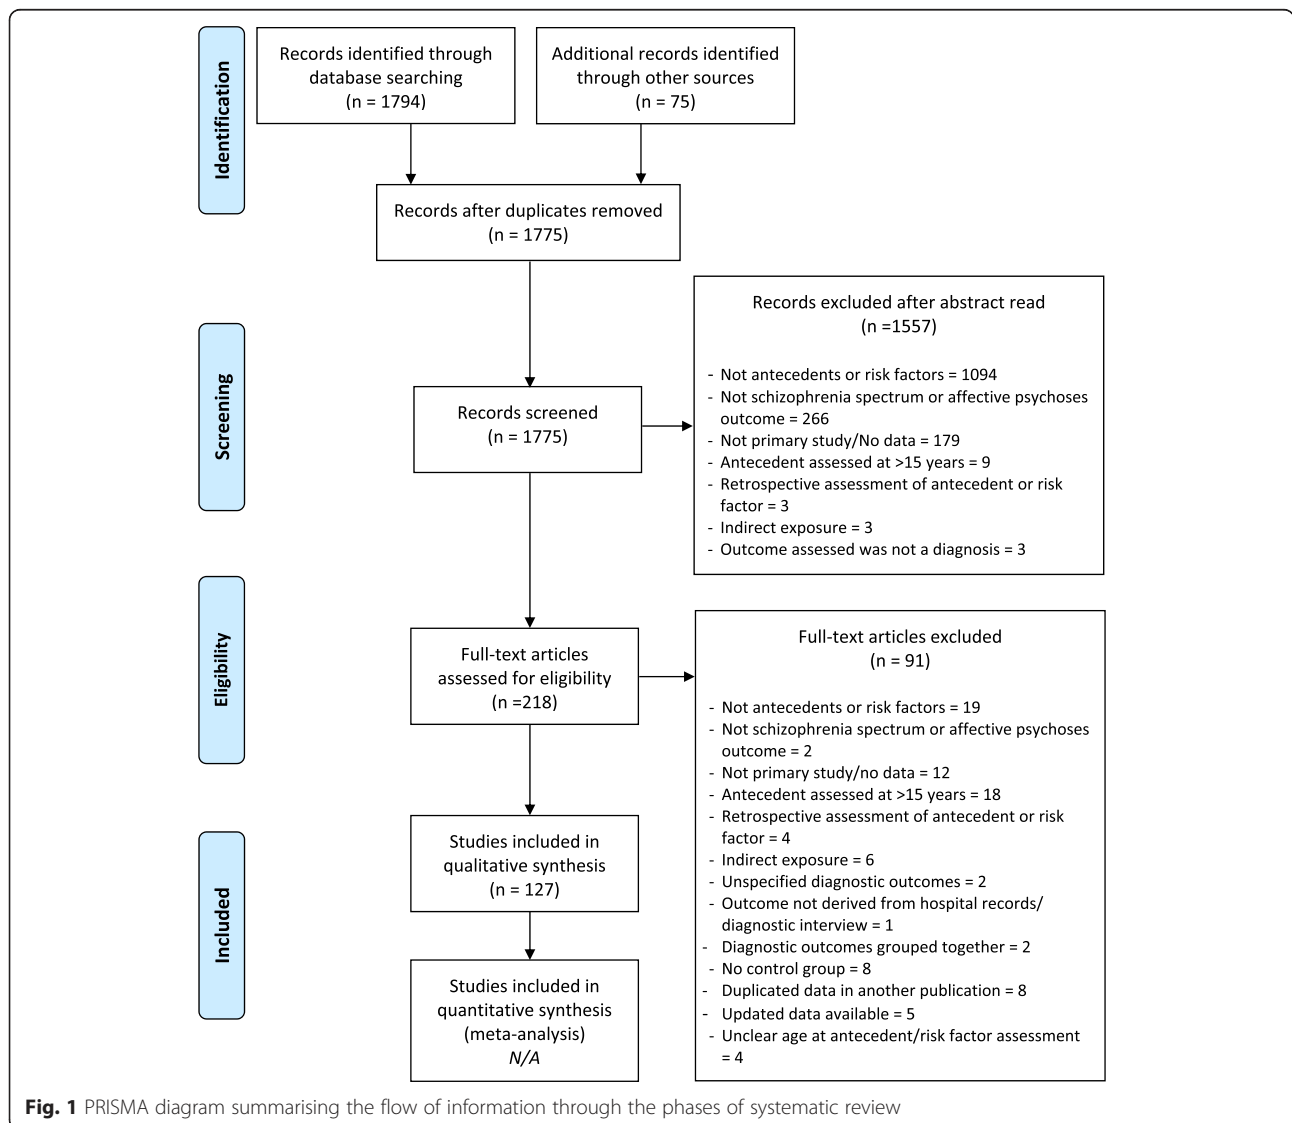 Identification
Records identified through
database searching
(n = 1794)
Additional records identified
through other sources
(n = 75)
Records after duplicates removed
(n = 1775)
Screening
Records screened
(n = 1775)
Records excluded after abstract read
(n =1557)
- Not antecedents or risk factors = 1094
- Not schizophrenia spectrum or affective psychoses
outcome = 266
- Not primary study/No data = 179
- Antecedent assessed at >15 years = 9
- Retrospective assessment of antecedent or risk
factor = 3
- Indirect exposure = 3
- Outcome assessed was not a diagnosis = 3
Eligibility
Full-text articles
assessed for eligibility
(n =218)
Full-text articles excluded
(n = 91)
- Not antecedents or risk factors = 19
- Not schizophrenia spectrum or affective psychoses
outcome = 2
- Not primary study/no data = 12
- Antecedent assessed at >15 years = 18
- Retrospective assessment of antecedent or risk
factor = 4
- Indirect exposure = 6
- Unspecified diagnostic outcomes = 2
- Outcome not derived from hospital records/
diagnostic interview = 1
- Diagnostic outcomes grouped together = 2
- No control group = 8
- Duplicated data in another publication = 8
- Updated data available = 5
- Unclear age at antecedent/risk factor assessment
= 4
Included
Studies included in
qualitative synthesis
(n = 127)
Studies included in
quantitative synthesis
(meta-analysis)
N/A
Fig. 1 PRISMA diagram summarising the flow of information through the phases of systematic review